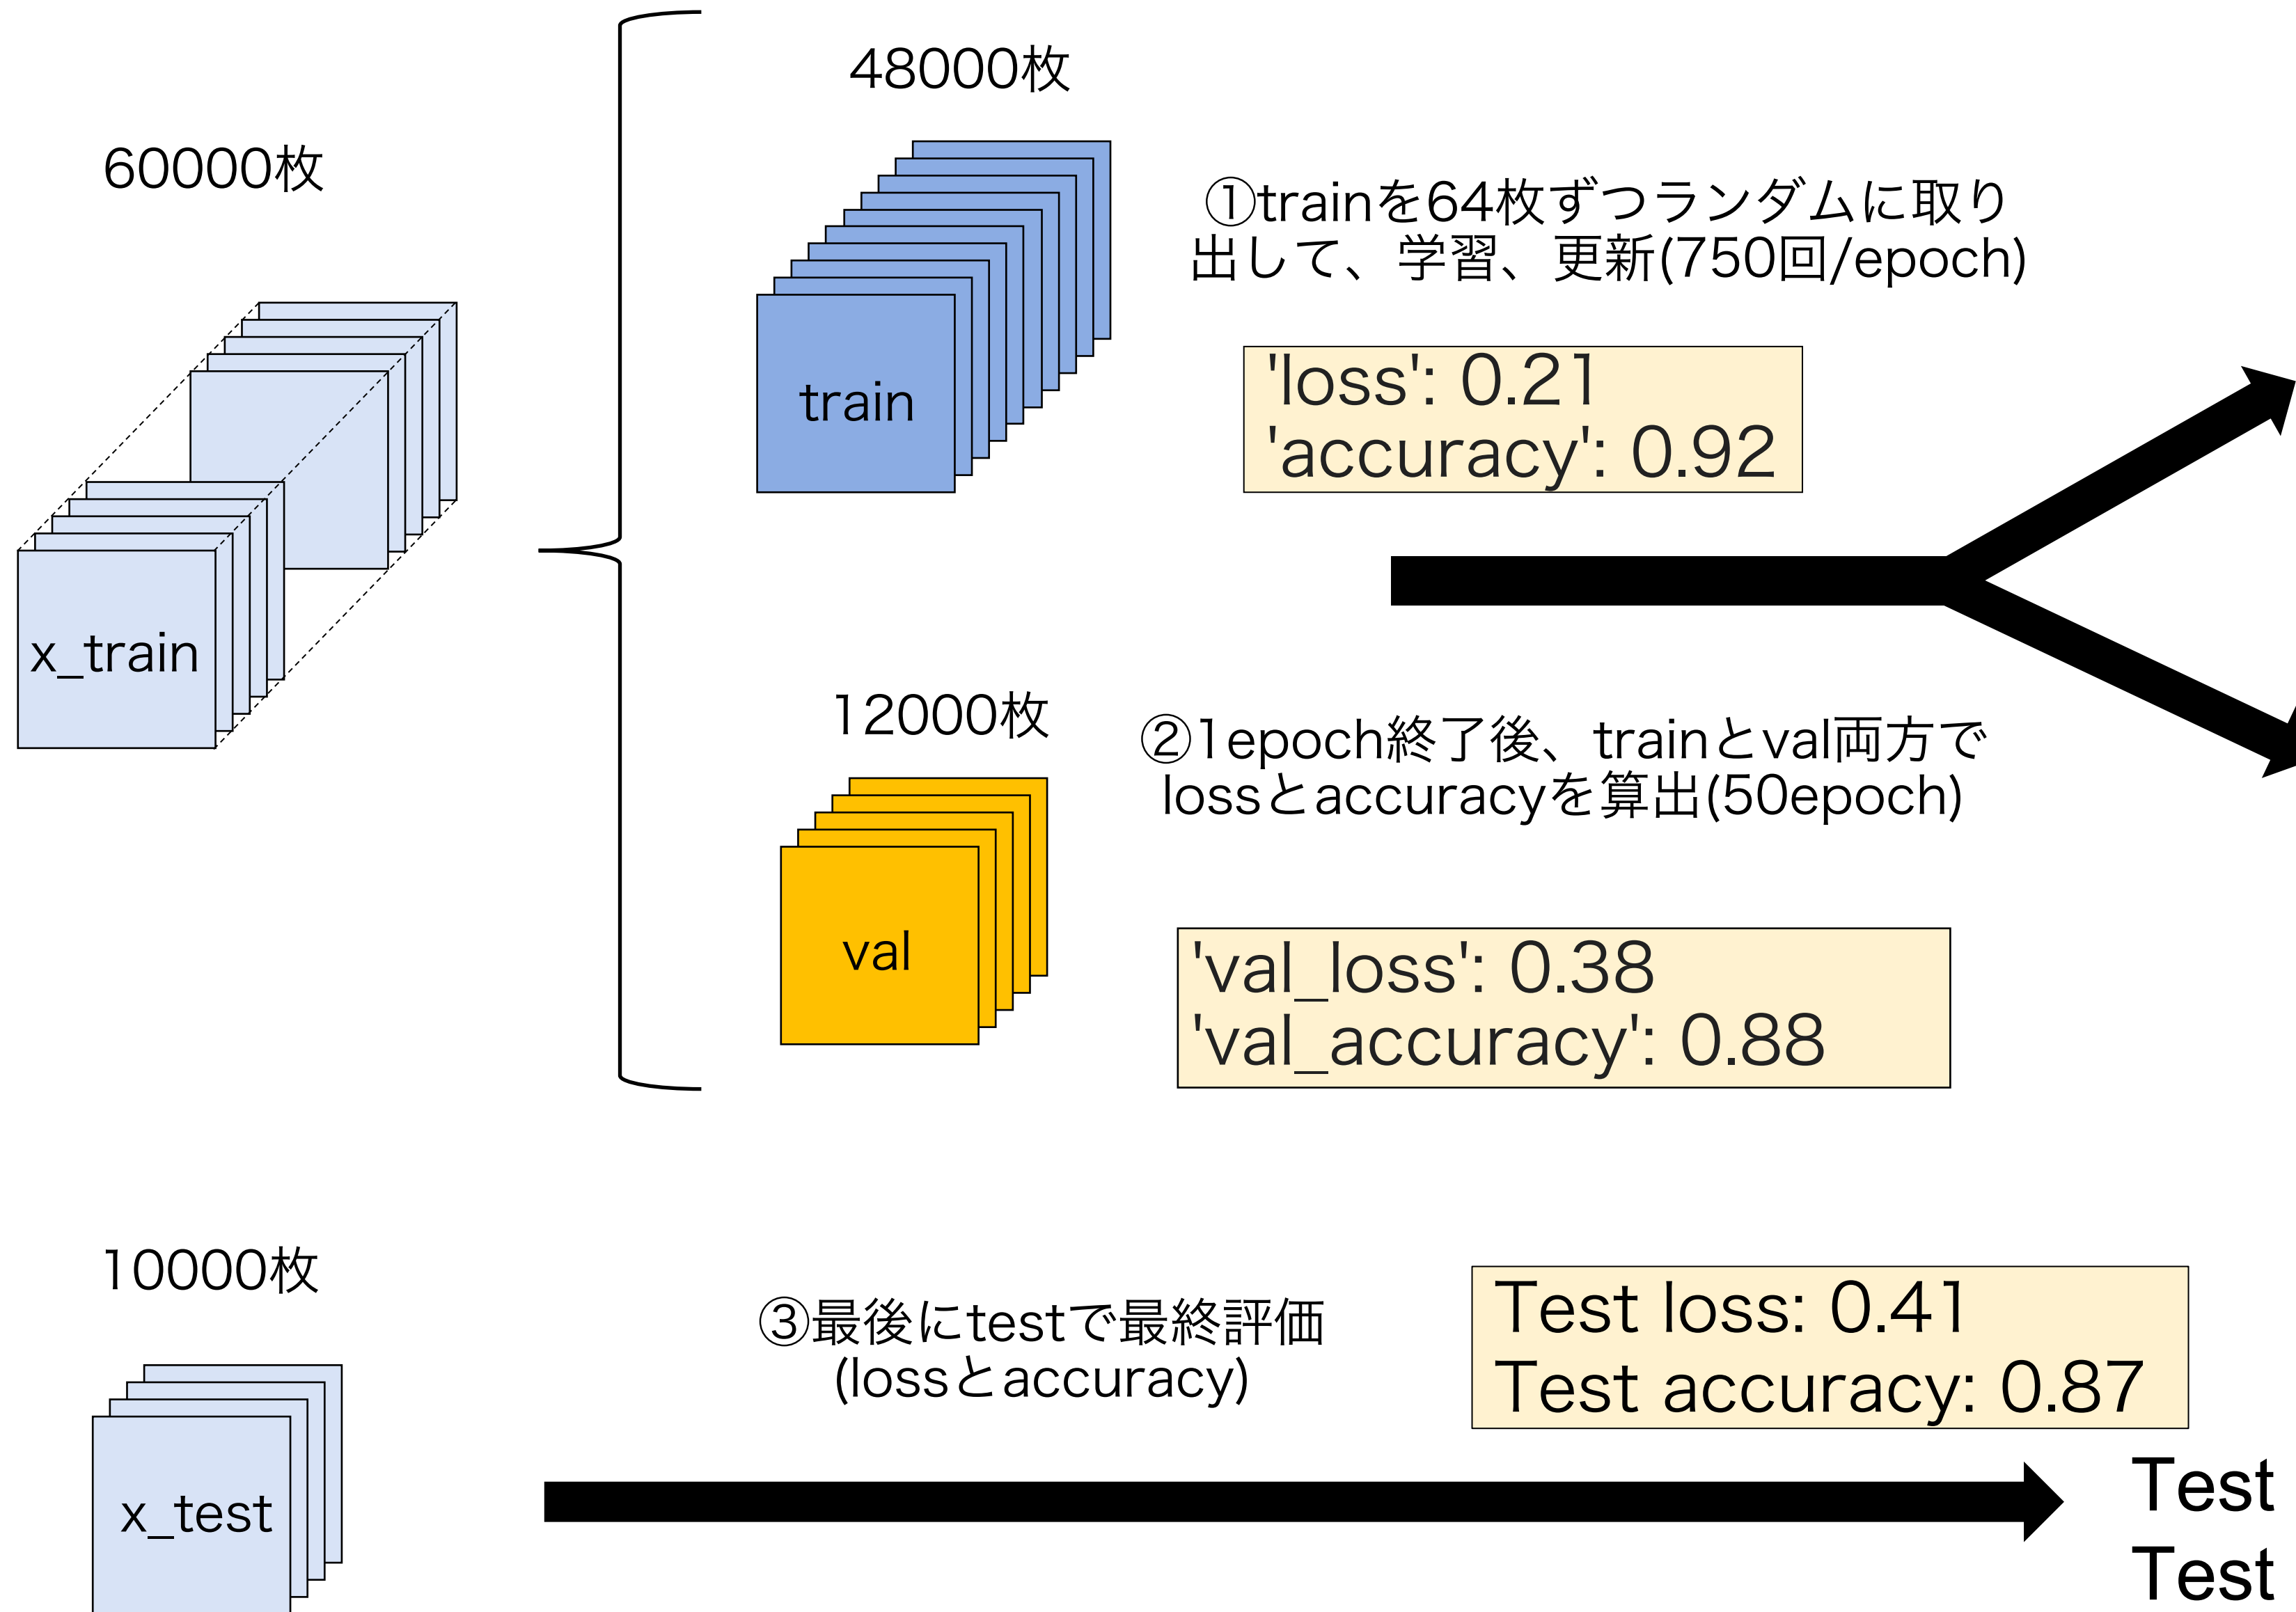 60000枚
x_train
48000枚
train
①trainを64枚ずつランダムに取り
出して、学習、更新(750回/epoch)
'loss': 0.21
'accuracy': 0.92
12000枚
val
②1epoch終了後、trainとval両方で
lossとaccuracyを算出(50epoch)
'val_loss': 0.38
'val_accuracy': 0.88
10000枚
x_test
③最後にtestで最終評価
(lossとaccuracy)
Test loss: 0.41
Test accuracy: 0.87
Test
Test